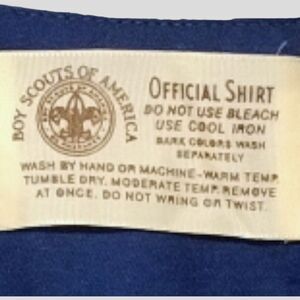 BOY SCOUTS OF AMERICA
OFFICIAL SHIRT
DO NOT USE BLEACH
USE COOL IRON
DARK COLORS WASH
SEPARATELY
WASH BY HAND OR MACHINE-WARM TEMP.
TUMBLE DRY. MODERATE TEMP. REMOVE
AT ONCE. DO NOT WRING OR TWIST.